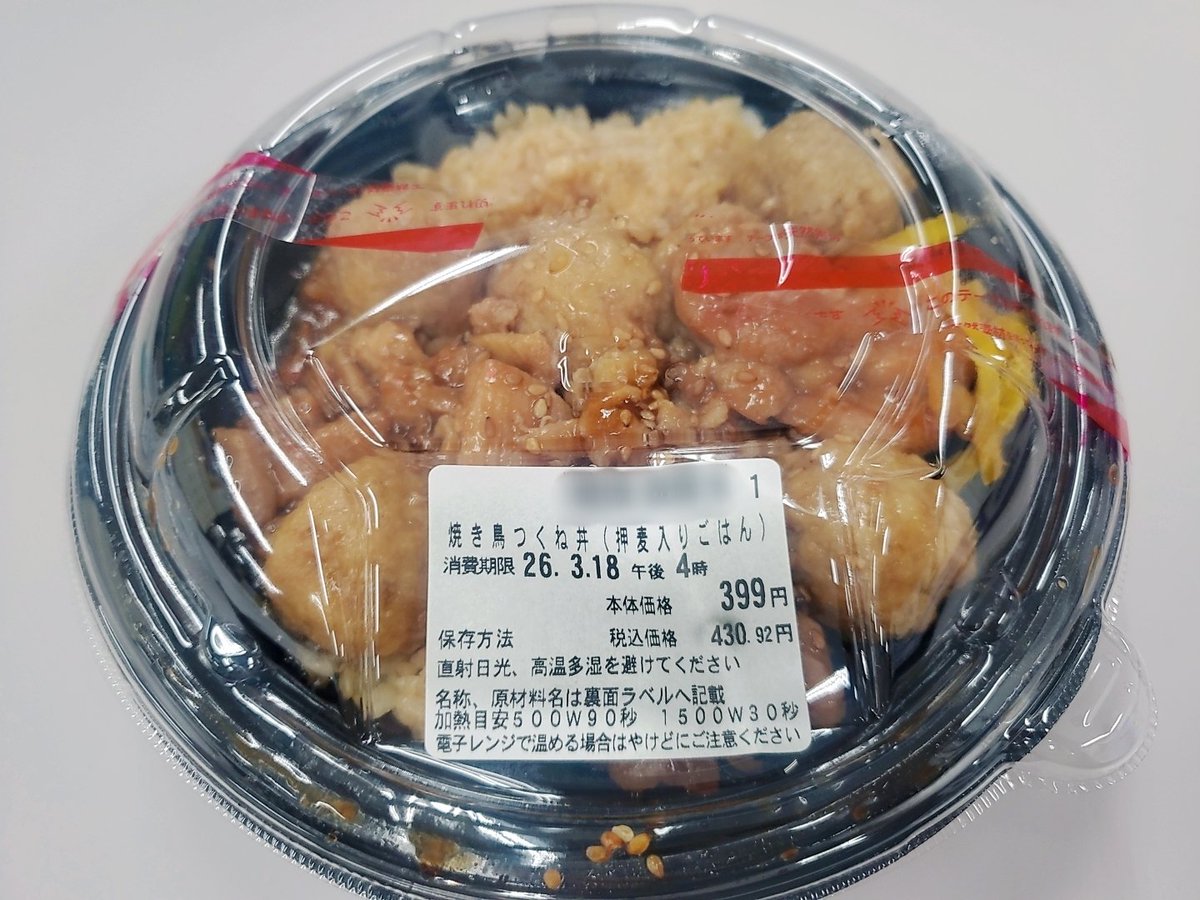 このテー
1
焼き鳥つくね丼(押麦入りごはん)
消費期限 26. 3.18 午後 4時
本体価格 399円
保存方法 税込価格 430.92円
直射日光、高温多湿を避けてください
名称、原材料名は裏面ラベルへ記載
加熱目安500W90秒 1500W30秒
電子レンジで温める場合はやけどにご注意ください